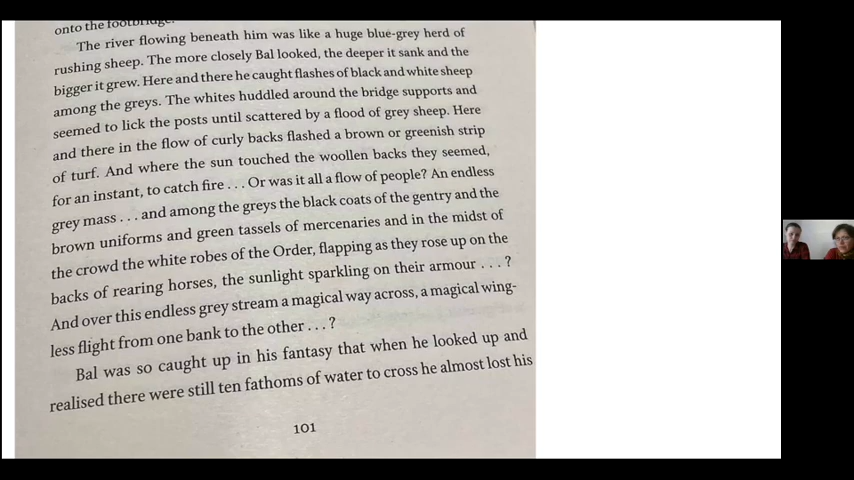 onto the footbridge.
The river flowing beneath him was like a huge blue-grey herd of
rushing sheep. The more closely Bal looked, the deeper it sank and the
bigger it grew. Here and there he caught flashes of black and white sheep
among the greys. The whites huddled around the bridge supports and
seemed to lick the posts until scattered by a flood of grey sheep. Here
and there in the flow of curly backs flashed a brown or greenish strip
of turf. And where the sun touched the woollen backs they seemed,
for an instant, to catch fire . . . Or was it all a flow of people? An endless
grey mass . . . and among the greys the black coats of the gentry and the
brown uniforms and green tassels of mercenaries and in the midst of
the crowd the white robes of the Order, flapping as they rose up on the
backs of rearing horses, the sunlight sparkling on their armour . . . ?
And over this endless grey stream a magical way across, a magical wing-
less flight from one bank to the other . . . ?
Bal was so caught up in his fantasy that when he looked up and
realised there were still ten fathoms of water to cross he almost lost his
101